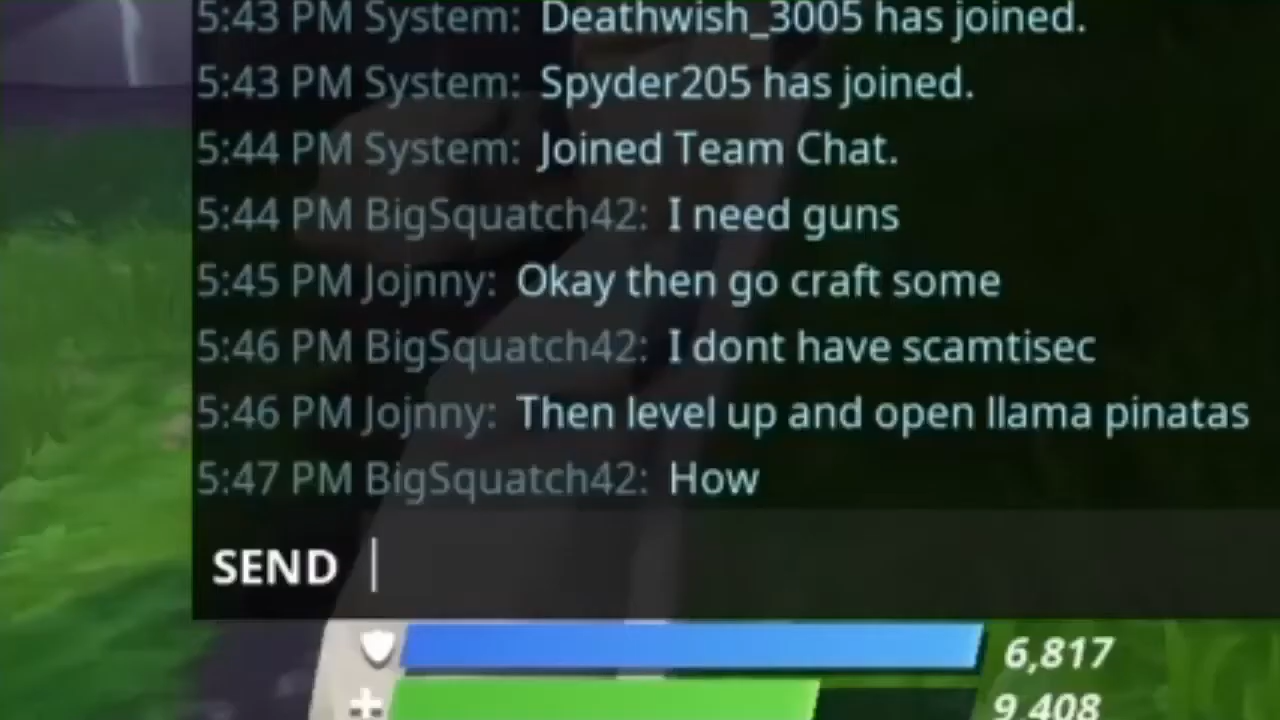 5:43 PM System: Deathwish_3005 has joined.
5:43 PM System: Spyder205 has joined.
5:44 PM System: Joined Team Chat.
5:44 PM BigSquatch42: I need guns
5:45 PM Jojnny: Okay then go craft some
5:46 PM BigSquatch42: I dont have scamtisec
5:46 PM Jojnny: Then level up and open llama pinatas
5:47 PM BigSquatch42: How
SEND
6,817
9,408